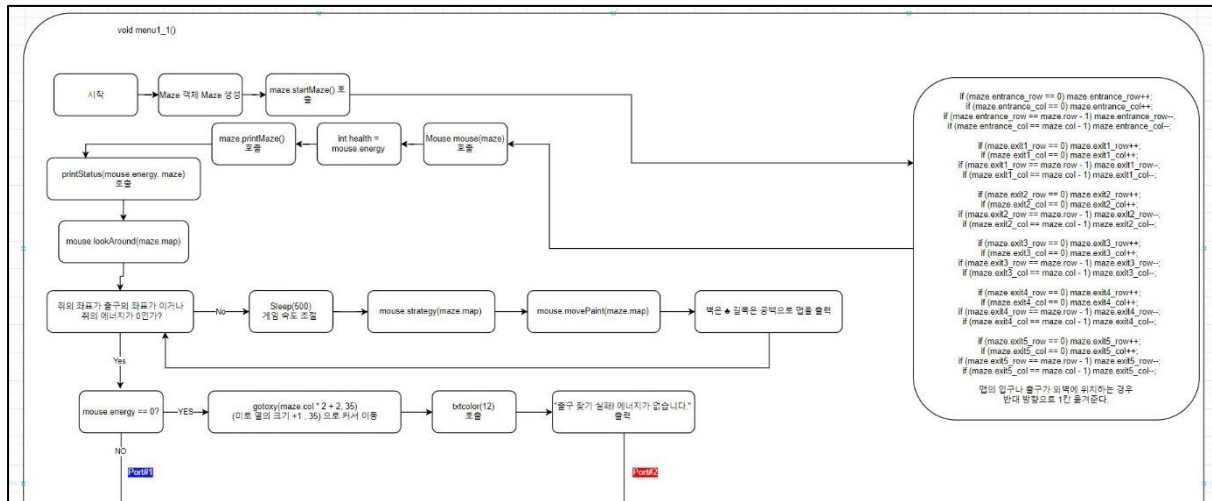 void menu1_1()
시작
Maze 객체 Maze 생성
maze.startMaze() 호
출
maze.printMaze()
호출
int health =
mouse.energy
Mouse mouse(maze)
호출
printStatus(mouse.energy, maze)
호출
mouse.lookAround(maze.map)
쥐의 좌표가 출구의 좌표가 이거나
쥐의 에너지가 0인가?
No
Sleep(500)
게임 속도 조절
mouse.strategy(maze.map)
mouse.movePaint(maze.map)
벽은 ♣ 길목은 공백으로 맵을 출력
Yes
mouse.energy == 0?
YES
gotoxy(maze.col * 2 + 2, 35)
(미로 열의 크기 +1 , 35) 으로 커서 이동
txtcolor(12)
호출
"출구 찾기 실패! 에너지가 없습니다."
출력
NO
Port#1
Port#2
if (maze.entrance_row == 0) maze.entrance_row++;
if (maze.entrance_col == 0) maze.entrance_col++;
if (maze.entrance_row == maze.row - 1) maze.entrance_row--;
if (maze.entrance_col == maze.col - 1) maze.entrance_col--;
if (maze.exit1_row == 0) maze.exit1_row++;
if (maze.exit1_col == 0) maze.exit1_col++;
if (maze.exit1_row == maze.row - 1) maze.exit1_row--;
if (maze.exit1_col == maze.col - 1) maze.exit1_col--;
if (maze.exit2_row == 0) maze.exit2_row++;
if (maze.exit2_col == 0) maze.exit2_col++;
if (maze.exit2_row == maze.row - 1) maze.exit2_row--;
if (maze.exit2_col == maze.col - 1) maze.exit2_col--;
if (maze.exit3_row == 0) maze.exit3_row++;
if (maze.exit3_col == 0) maze.exit3_col++;
if (maze.exit3_row == maze.row - 1) maze.exit3_row--;
if (maze.exit3_col == maze.col - 1) maze.exit3_col--;
if (maze.exit4_row == 0) maze.exit4_row++;
if (maze.exit4_col == 0) maze.exit4_col++;
if (maze.exit4_row == maze.row - 1) maze.exit4_row--;
if (maze.exit4_col == maze.col - 1) maze.exit4_col--;
if (maze.exit5_row == 0) maze.exit5_row++;
if (maze.exit5_col == 0) maze.exit5_col++;
if (maze.exit5_row == maze.row - 1) maze.exit5_row--;
if (maze.exit5_col == maze.col - 1) maze.exit5_col--;
맵의 입구나 출구가 외벽에 위치하는 경우
반대 방향으로 1칸 옮겨준다.